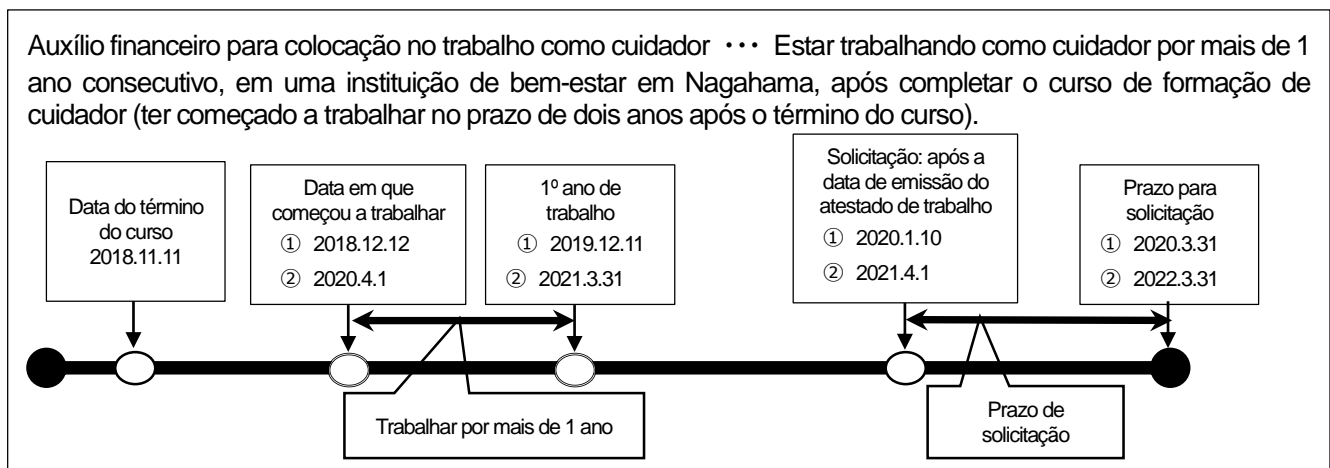 Auxílio financeiro para colocação no trabalho como cuidador ･･･ Estar trabalhando como cuidador por mais de 1
ano consecutivo, em uma instituição de bem-estar em Nagahama, após completar o curso de formação de
cuidador (ter começado a trabalhar no prazo de dois anos após o término do curso).
Data do término
do curso
2018.11.11
Data em que
começou a trabalhar
① 2018.12.12
② 2020.4.1
1º ano de
trabalho
① 2019.12.11
② 2021.3.31
Solicitação: após a
data de emissão do
atestado de trabalho
① 2020.1.10
② 2021.4.1
Prazo para
solicitação
① 2020.3.31
② 2022.3.31
Trabalhar por mais de 1 ano
Prazo de
solicitação